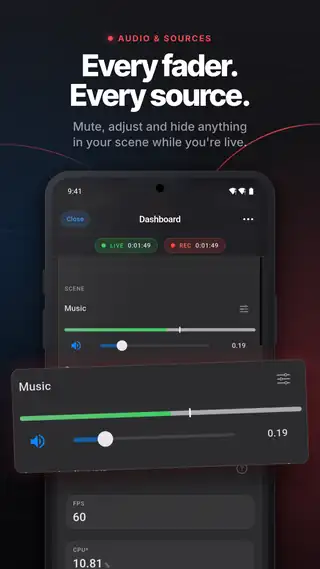 AUDIO & SOURCES
Every fader.
Every source.
Mute, adjust and hide anything
in your scene while you're live.
9:41
Close
Dashboard
LIVE 0:01:49
REC 0:01:49
SCENE
Music
0.19
Music
0.19
FPS
60
CPU*
10.81 %